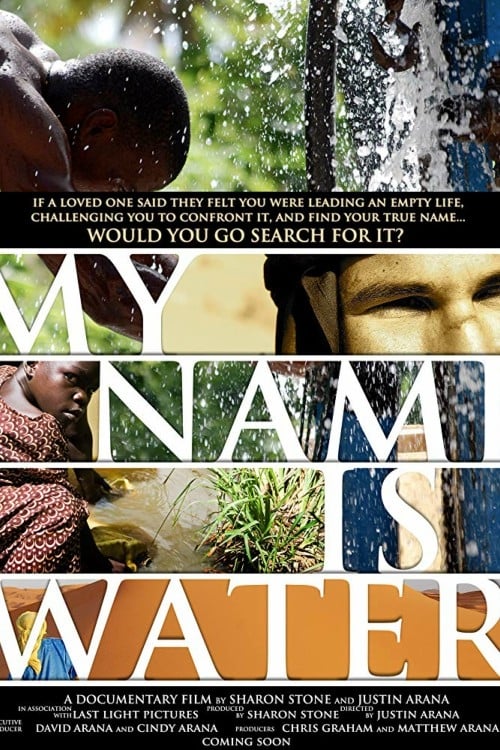 IF A LOVED ONE SAID THEY FELT YOU WERE LEADING AN EMPTY LIFE,
CHALLENGING YOU TO CONFRONT IT, AND FIND YOUR TRUE NAME...
WOULD YOU GO SEARCH FOR IT?
MY
NAM
IS
WATER
A DOCUMENTARY FILM BY SHARON STONE AND JUSTIN ARANA
IN ASSOCIATION WITH LAST LIGHT PICTURES PRODUCED BY SHARON STONE DIRECTED BY JUSTIN ARANA
CUTIVE DUCER DAVID ARANA AND CINDY ARANA PRODUCERS CHRIS GRAHAM AND MATTHEW ARANA
COMING SOON